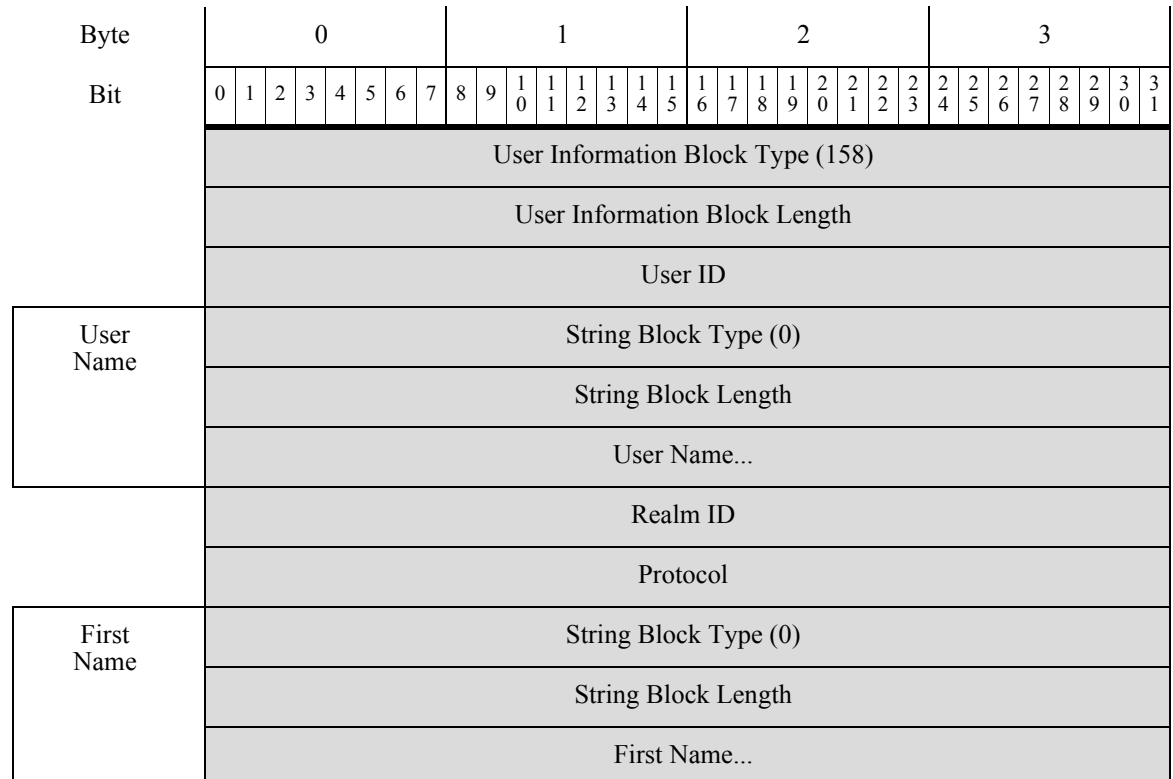 Byte 0 1 2 3
Bit 0 1 2 3 4 5 6 7 8 9 10 11 12 13 14 15 16 17 18 19 20 21 22 23 24 25 26 27 28 29 30 31
User Information Block Type (158)
User Information Block Length
User ID
User
Name
String Block Type (0)
String Block Length
User Name...
Realm ID
Protocol
First
Name
String Block Type (0)
String Block Length
First Name...